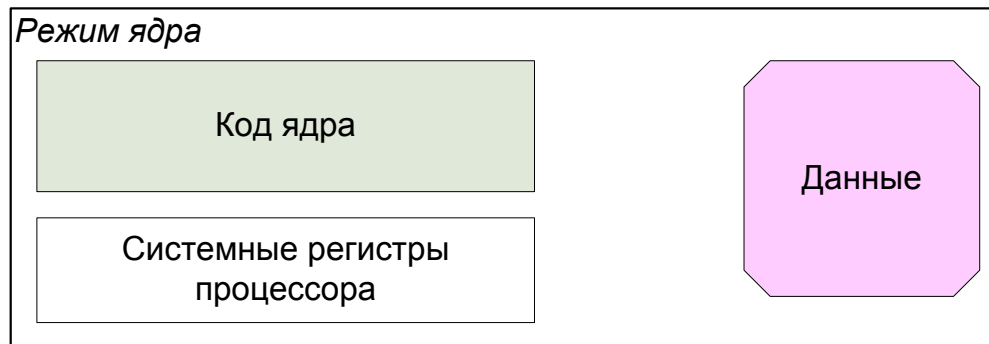 Режим ядра
Код ядра
Данные
Системные регистры
процессора